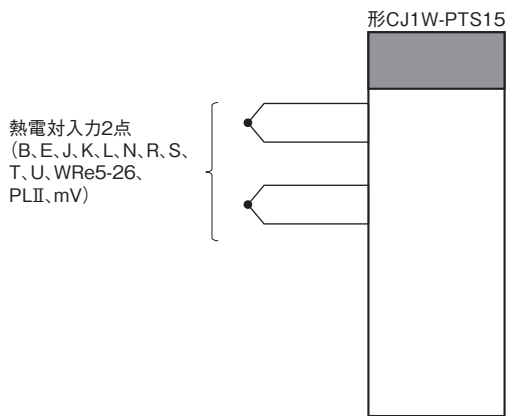 形CJ1W-PTS15
熱電対入力2点
（B、E、J、K、L、N、R、S、
T、U、WRe5-26、
PLⅡ、mV）